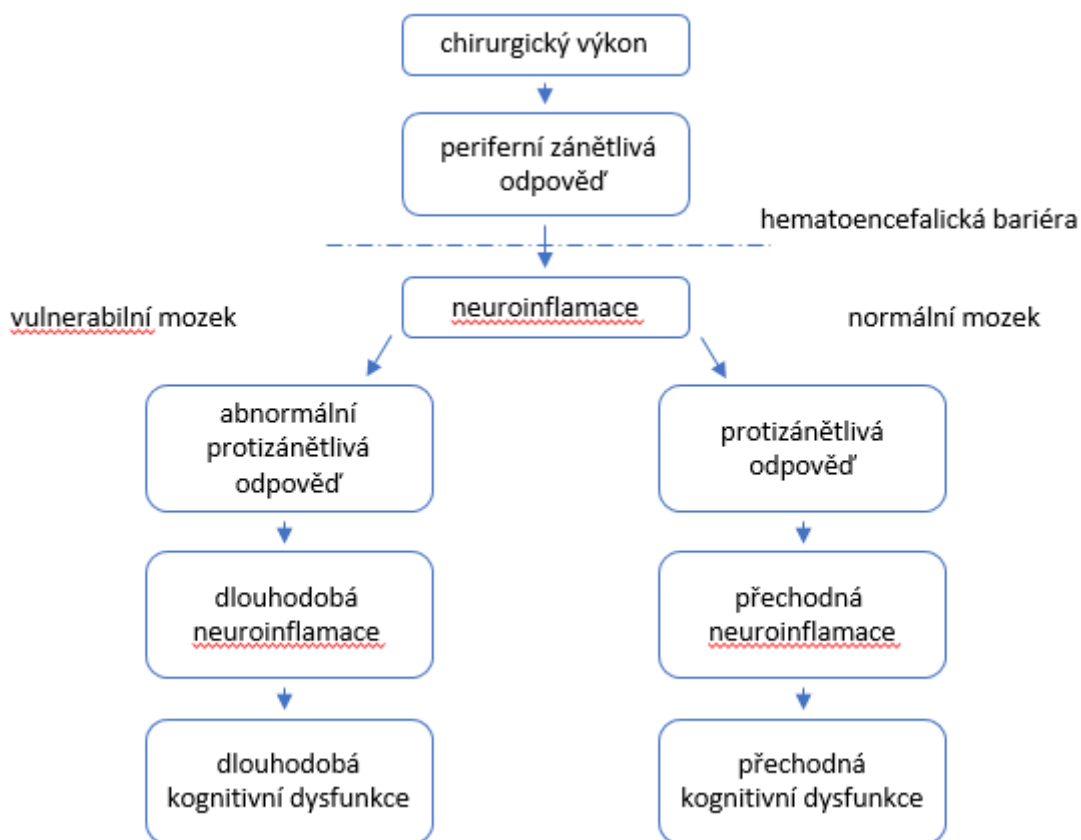 chirurgický výkon
periferní zánětlivá
odpověď
hematoencefalická bariéra
vulnerabilní mozek
neuroinflamace
normální mozek
abnormální
protizánětlivá
odpověď
protizánětlivá
odpověď
dlouhodobá
neuroinflamace
přechodná
neuroinflamace
dlouhodobá
kognitivní dysfunkce
přechodná
kognitivní dysfunkce